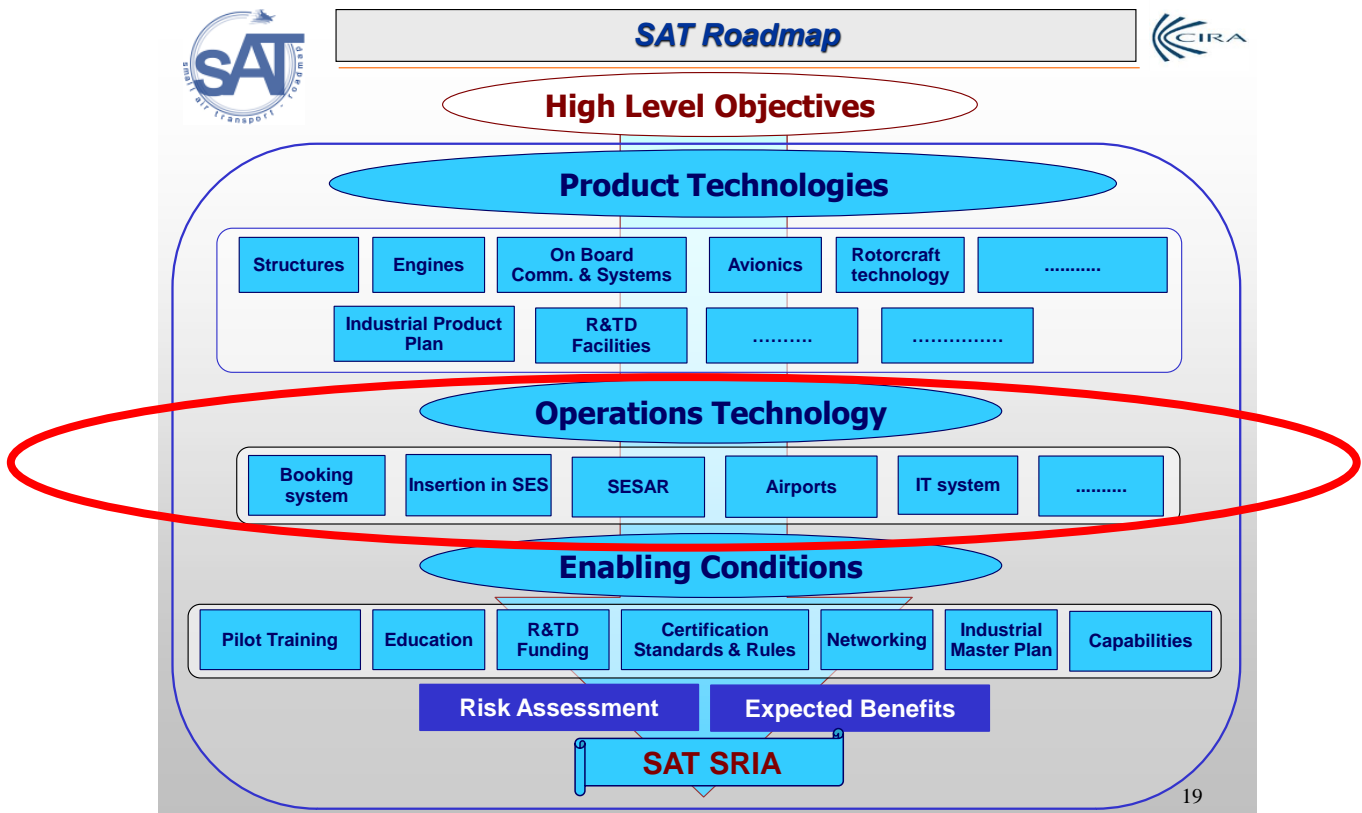 SAT
small air transport - roadmap
SAT Roadmap
CIRA
High Level Objectives
Product Technologies
Structures
Engines
On Board
Comm. & Systems
Avionics
Rotorcraft
technology
...........
Industrial Product
Plan
R&TD
Facilities
..........
...............
Operations Technology
Booking
system
Insertion in SES
SESAR
Airports
IT system
..........
Enabling Conditions
Pilot Training
Education
R&TD
Funding
Certification
Standards & Rules
Networking
Industrial
Master Plan
Capabilities
Risk Assessment
Expected Benefits
SAT SRIA
19